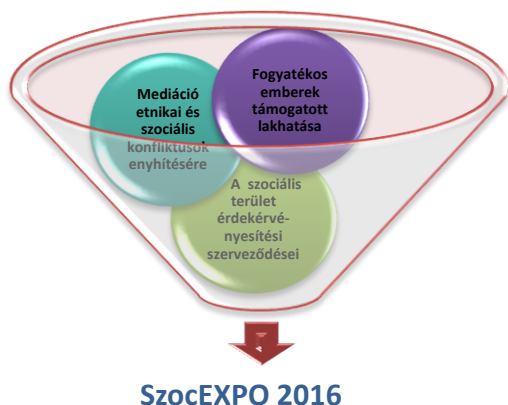 Mediáció
etnikai és
szociális
konfliktusok
enyhítésére
Fogyatékos
emberek
támogatott
lakhatása
A szociális
terület
érdekérvé-
nyesítési
szerveződései
SzocEXPO 2016